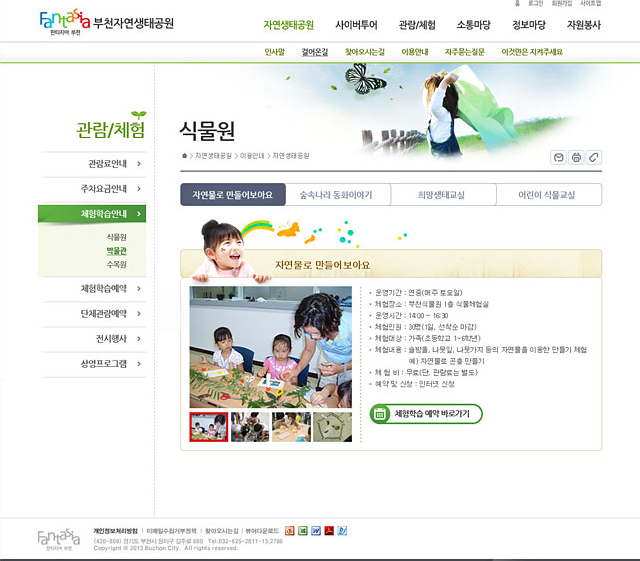 홈 로그인 회원가입 사이트맵
Fantasia 부천자연생태공원
판타지아 부천
자연생태공원 사이버투어 관람/체험 소통마당 정보마당 자원봉사
인사말 걸어온길 찾아오시는길 이용안내 자주묻는질문 이것만은 지켜주세요
관람/체험
관람료안내
주차요금안내
체험학습안내
식물원
박물관
수목원
체험학습예약
단체관람예약
전시행사
상영프로그램
식물원
> 자연생태공원 > 이용안내 > 자연생태공원
자연물로 만들어보아요 숲속나라 동화이야기 희망생태교실 어린이 식물교실
자연물로 만들어보아요
운영기간 : 연중(매주 토요일)
체험장소 : 부천식물원 1층 식물체험실
운영시간 : 14:00 ~ 16:30
체험인원 : 30명(1일, 선착순 마감)
체험대상 : 가족(초등학교 1~6학년)
체험내용 : 솔방울, 나뭇잎, 나뭇가지 등의 자연물을 이용한 만들기 체험
예) 자연물로 곤충 만들기
체 험 비 : 무료(단, 관람료는 별도)
예약 및 신청 : 인터넷 신청
체험학습 예약 바로가기
Fantasia
판타지아 부천
개인정보처리방침 | 이메일수집거부정책 | 찾아오시는길 | 뷰어다운로드
(420-859) 경기도 부천시 원미구 길주로 660 Tel.032-625-2811~13,2786
Copyright © 2013 Buchon City. All rights reserved.